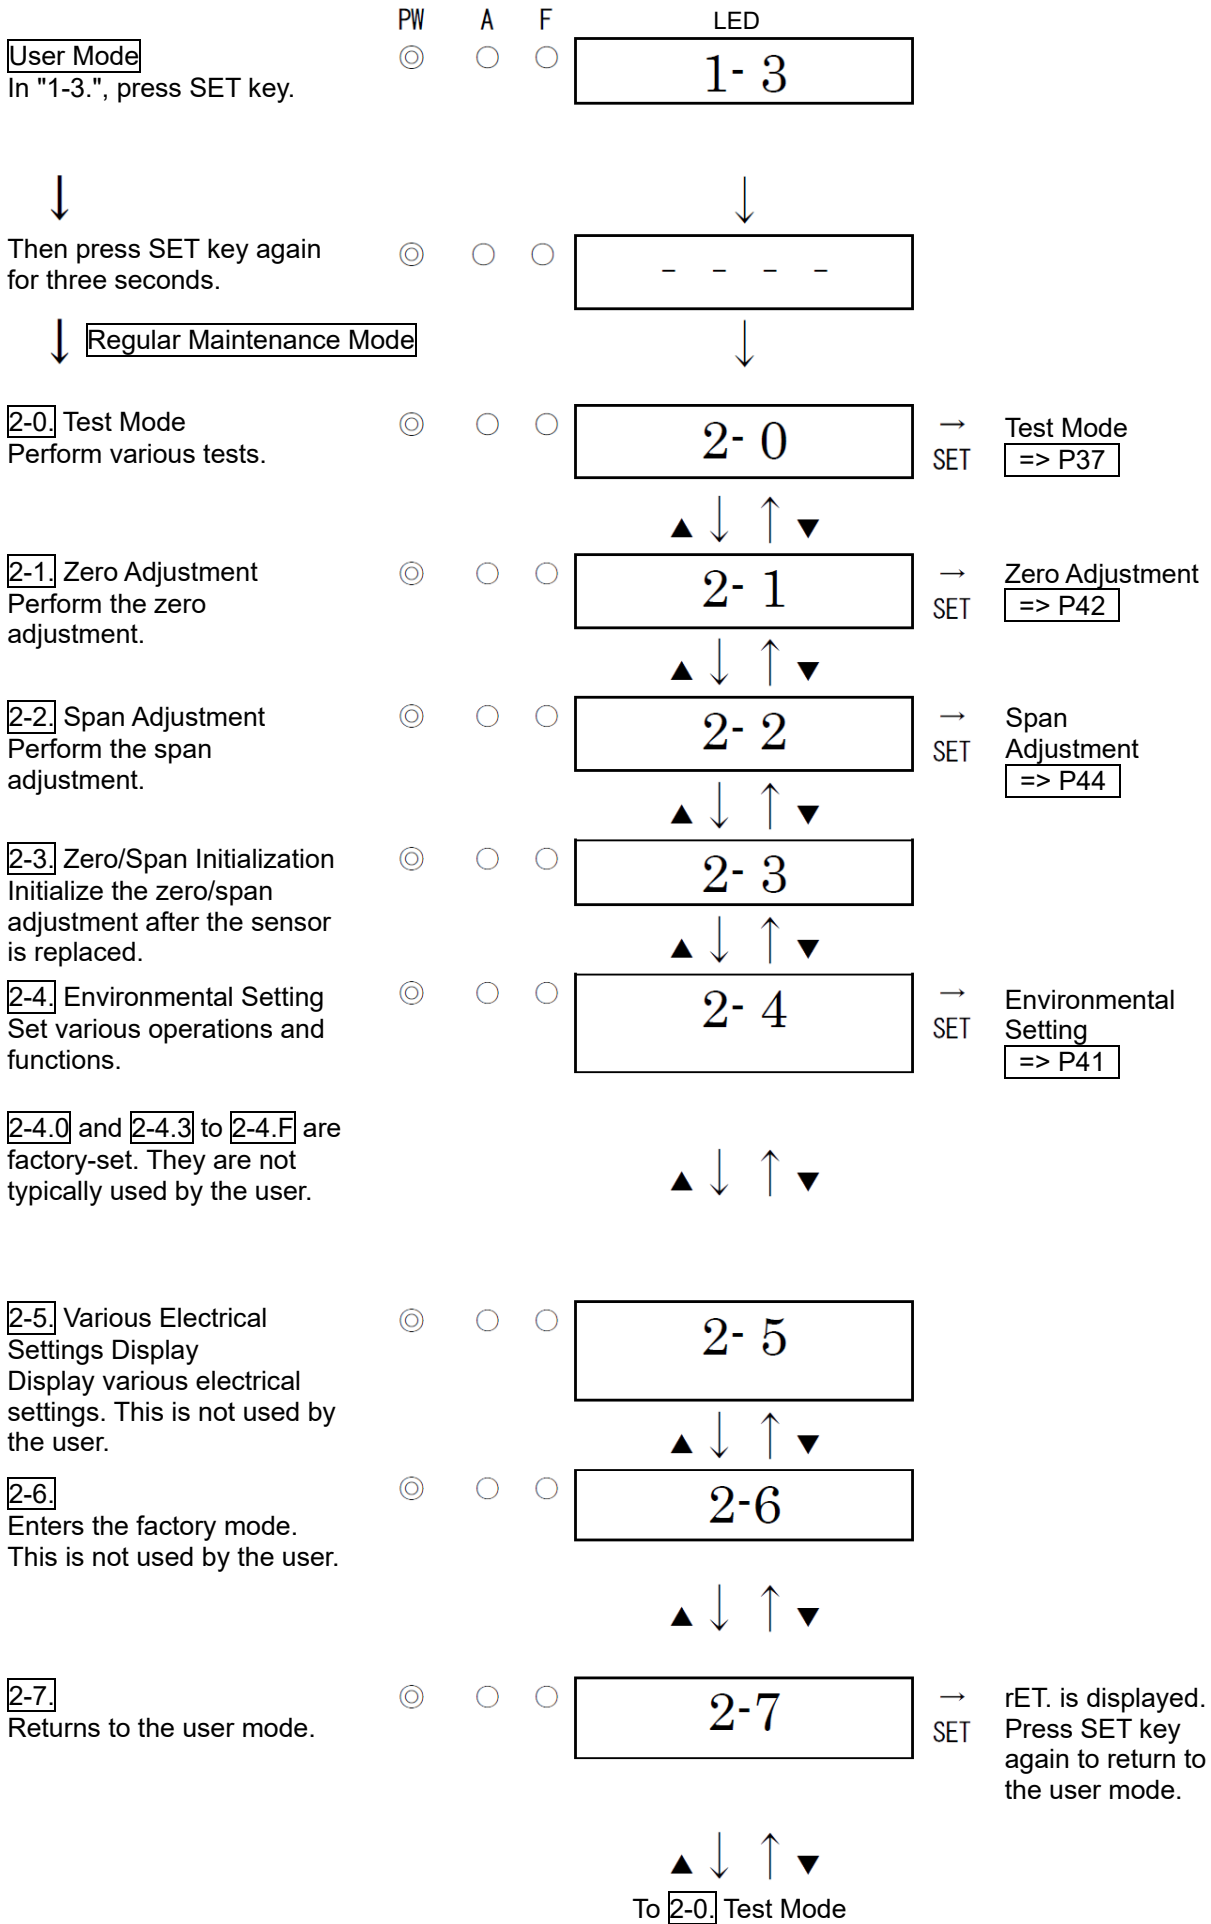 PW A F LED
User Mode
In "1-3.", press SET key.
◎ ○ ○ 1- 3
↓ ↓
Then press SET key again
for three seconds.
◎ ○ ○ - - - -
↓ Regular Maintenance Mode ↓
2-0. Test Mode
Perform various tests.
◎ ○ ○ 2- 0 →
SET
Test Mode
=> P37
▲ ↓ ↑ ▼
2-1. Zero Adjustment
Perform the zero
adjustment.
◎ ○ ○ 2- 1 →
SET
Zero Adjustment
=> P42
▲ ↓ ↑ ▼
2-2. Span Adjustment
Perform the span
adjustment.
◎ ○ ○ 2- 2 →
SET
Span
Adjustment
=> P44
▲ ↓ ↑ ▼
2-3. Zero/Span Initialization
Initialize the zero/span
adjustment after the sensor
is replaced.
◎ ○ ○ 2- 3
▲ ↓ ↑ ▼
2-4. Environmental Setting
Set various operations and
functions.
◎ ○ ○ 2- 4 →
SET
Environmental
Setting
=> P41
2-4.0 and 2-4.3 to 2-4.F are
factory-set. They are not
typically used by the user.
▲ ↓ ↑ ▼
2-5. Various Electrical
Settings Display
Display various electrical
settings. This is not used by
the user.
◎ ○ ○ 2- 5
▲ ↓ ↑ ▼
2-6.
Enters the factory mode.
This is not used by the user.
◎ ○ ○ 2-6
▲ ↓ ↑ ▼
2-7.
Returns to the user mode.
◎ ○ ○ 2-7 →
SET
rET. is displayed.
Press SET key
again to return to
the user mode.
▲ ↓ ↑ ▼
To 2-0. Test Mode